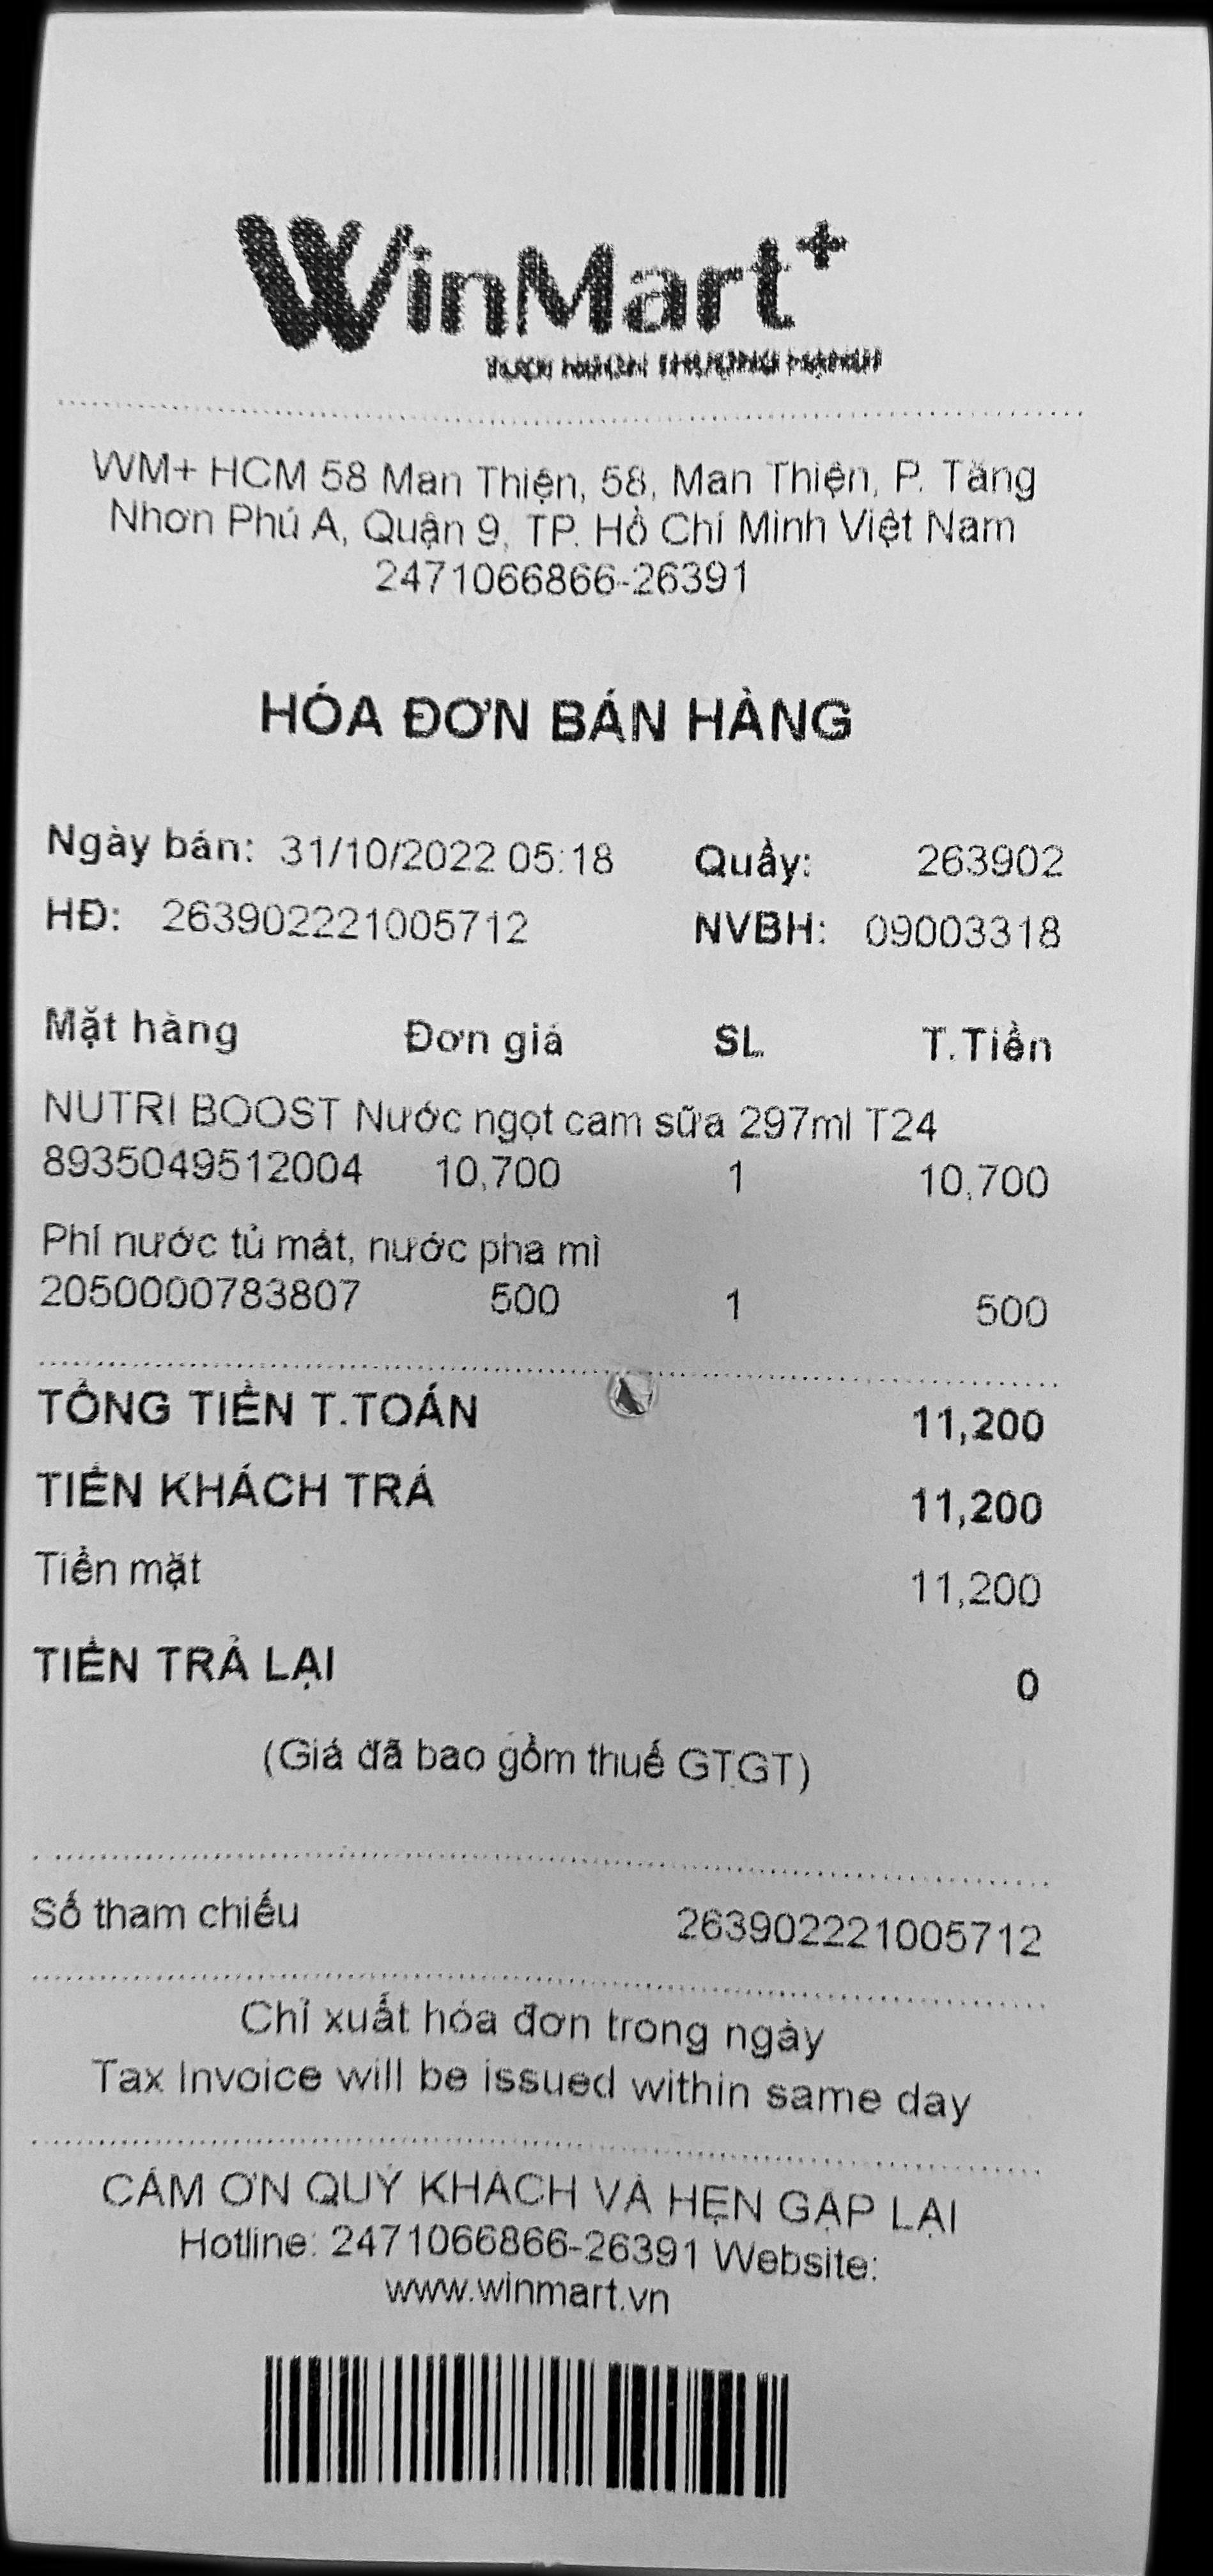 WinMart+
WM+ HCM 58 Man Thiện, 58, Man Thiện, P. Tăng
Nhơn Phú A, Quận 9, TP. Hồ Chí Minh Việt Nam
2471066866-26391
HÓA ĐƠN BÁN HÀNG
Ngày bán: 31/10/2022 05:18 Quầy: 263902
HĐ: 263902221005712 NVBH: 09003318
Mặt hàng Đơn giá SL T.Tiền
NUTRI BOOST Nước ngọt cam sữa 297ml T24
8935049512004 10,700 1 10,700
Phí nước tủ mát, nước pha mì
2050000783807 500 1 500
TỔNG TIỀN T.TOÁN 11,200
TIỀN KHÁCH TRẢ 11,200
Tiền mặt 11,200
TIỀN TRẢ LẠI 0
(Giá đã bao gồm thuế GTGT)
Số tham chiếu 263902221005712
Chỉ xuất hóa đơn trong ngày
Tax Invoice will be issued within same day
CẢM ƠN QUÝ KHÁCH VÀ HẸN GẶP LẠI
Hotline: 2471066866-26391 Website:
www.winmart.vn